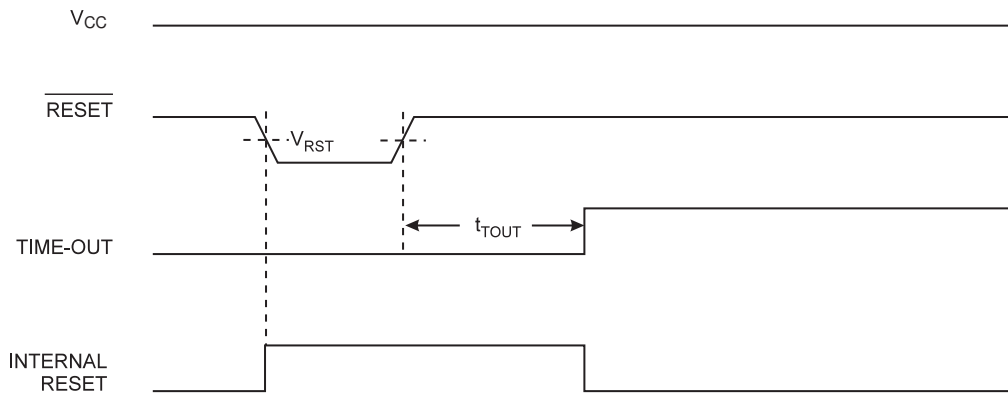 VCC
RESET
VRST
tTOUT
TIME-OUT
INTERNAL
RESET